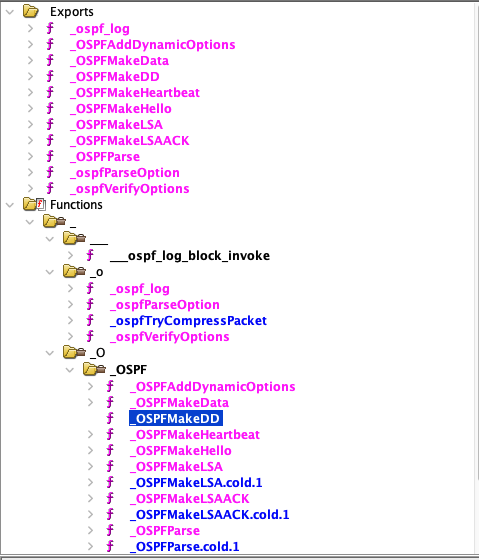 Exports
_ospf_log
_OSPFAddDynamicOptions
_OSPFMakeData
_OSPFMakeDD
_OSPFMakeHeartbeat
_OSPFMakeHello
_OSPFMakeLSA
_OSPFMakeLSAACK
_OSPFParse
_ospfParseOption
_ospfVerifyOptions
Functions
_
___
___ospf_log_block_invoke
_o
_ospf_log
_ospfParseOption
_ospfTryCompressPacket
_ospfVerifyOptions
_O
_OSPF
_OSPFAddDynamicOptions
_OSPFMakeData
_OSPFMakeDD
_OSPFMakeHeartbeat
_OSPFMakeHello
_OSPFMakeLSA
_OSPFMakeLSA.cold.1
_OSPFMakeLSAACK
_OSPFMakeLSAACK.cold.1
_OSPFParse
_OSPFParse.cold.1